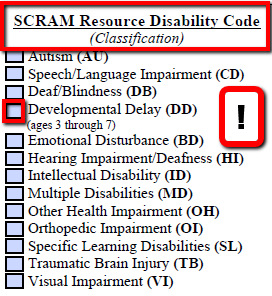 SCRAM Resource Disability Code
(Classification)
Autism (AU)
Speech/Language Impairment (CD)
Deaf/Blindness (DB)
Developmental Delay (DD)
(ages 3 through 7)
!
Emotional Disturbance (BD)
Hearing Impairment/Deafness (HI)
Intellectual Disability (ID)
Multiple Disabilities (MD)
Other Health Impairment (OH)
Orthopedic Impairment (OI)
Specific Learning Disabilities (SL)
Traumatic Brain Injury (TB)
Visual Impairment (VI)